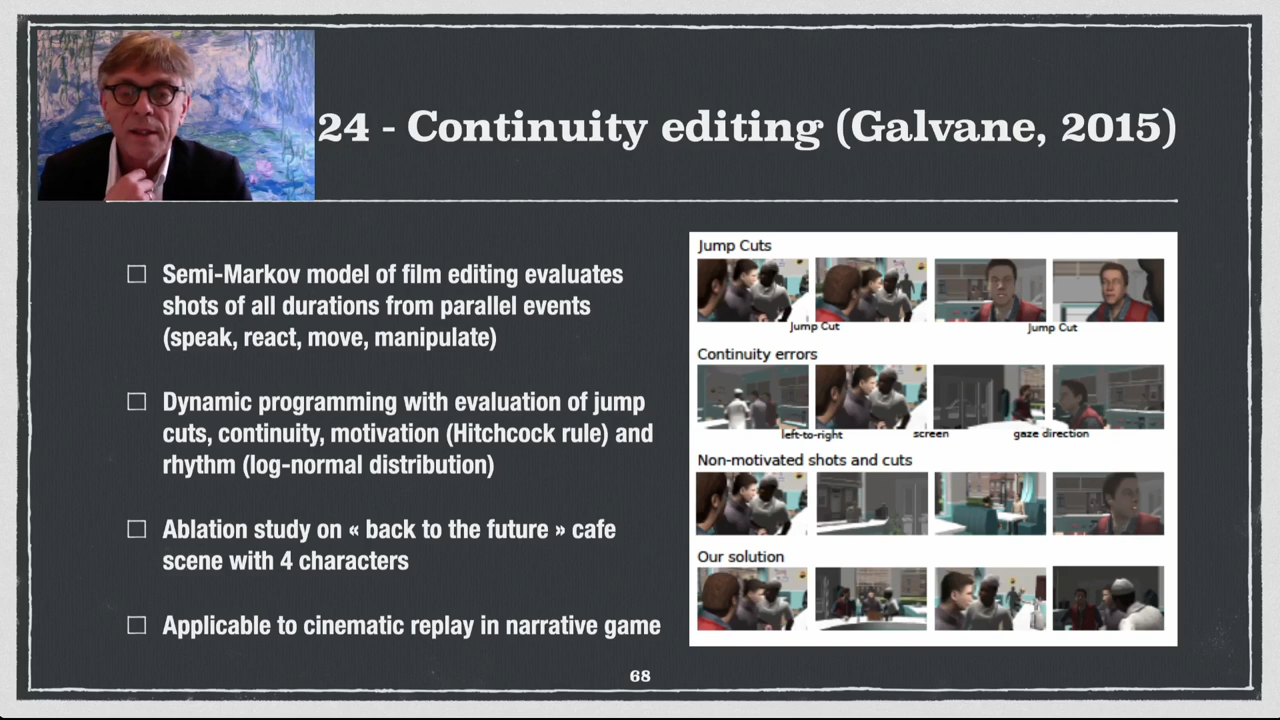 24 - Continuity editing (Galvane, 2015)
Semi-Markov model of film editing evaluates
shots of all durations from parallel events
(speak, react, move, manipulate)
Dynamic programming with evaluation of jump
cuts, continuity, motivation (Hitchcock rule) and
rhythm (log-normal distribution)
Ablation study on « back to the future » cafe
scene with 4 characters
Applicable to cinematic replay in narrative game
Jump Cuts
Jump Cut
Jump Cut
Continuity errors
left-to-right
screen
gaze direction
Non-motivated shots and cuts
Our solution
68